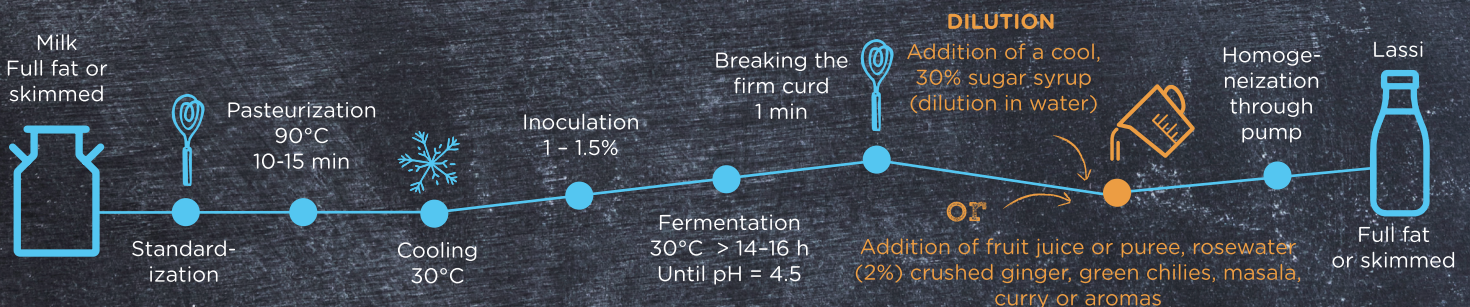 Milk
Full fat or
skimmed
Standard-
ization
Pasteurization
90°C
10-15 min
Cooling
30°C
Inoculation
1 – 1.5%
Fermentation
30°C > 14–16 h
Until pH = 4.5
Breaking the
firm curd
1 min
DILUTION
Addition of a cool,
30% sugar syrup
(dilution in water)
or
Addition of fruit juice or puree, rosewater
(2%) crushed ginger, green chilies, masala,
curry or aromas
Homoge-
neization
through
pump
Lassi
Full fat
or skimmed